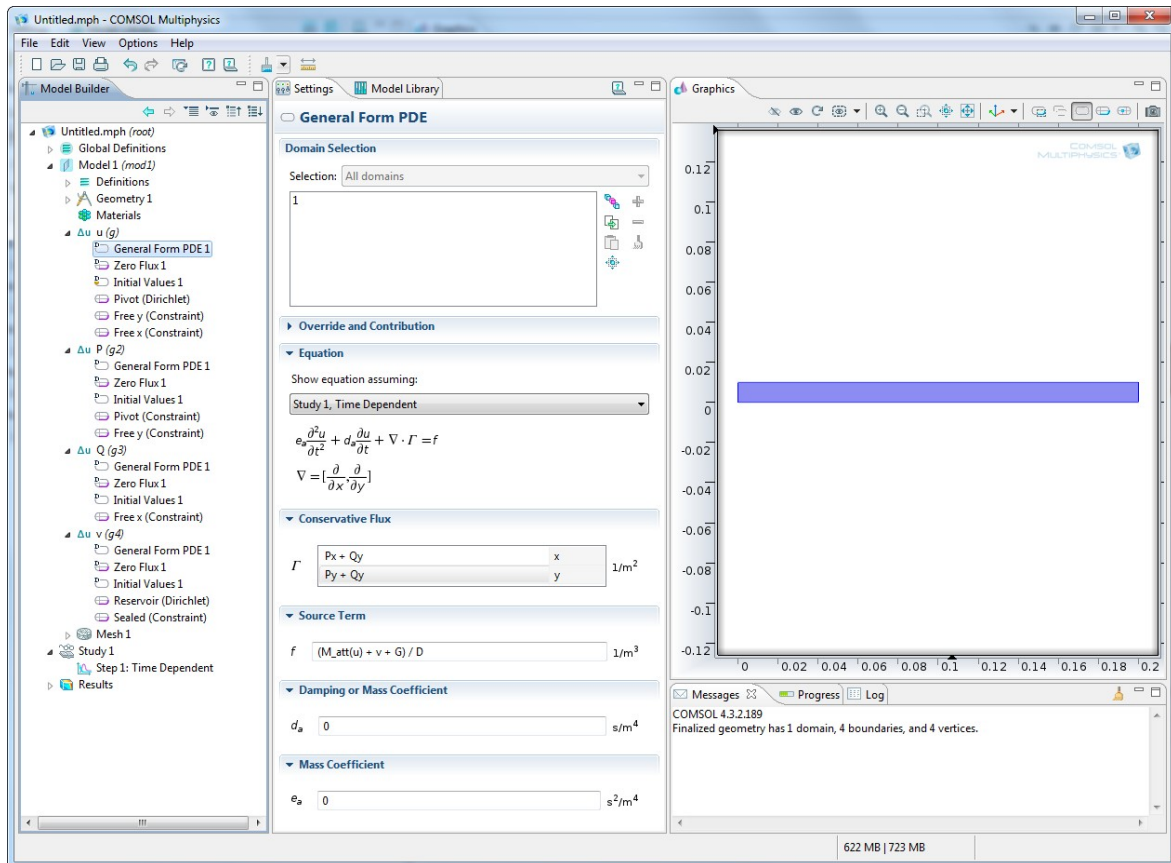 Untitled.mph - COMSOL Multiphysics
File Edit View Options Help
Model Builder
Untitled.mph (root)
Global Definitions
Model 1 (mod1)
Definitions
Geometry 1
Materials
Δu u (g)
General Form PDE 1
Zero Flux 1
Initial Values 1
Pivot (Dirichlet)
Free y (Constraint)
Free x (Constraint)
Δu P (g2)
General Form PDE 1
Zero Flux 1
Initial Values 1
Pivot (Constraint)
Free y (Constraint)
Δu Q (g3)
General Form PDE 1
Zero Flux 1
Initial Values 1
Free x (Constraint)
Δu v (g4)
General Form PDE 1
Zero Flux 1
Initial Values 1
Reservoir (Dirichlet)
Sealed (Constraint)
Mesh 1
Study 1
Step 1: Time Dependent
Results
Settings Model Library
General Form PDE
Domain Selection
Selection: All domains
1
Override and Contribution
Equation
Show equation assuming:
Study 1, Time Dependent
eₐ ∂²u/∂t² + dₐ ∂u/∂t + ∇ · Γ = f
∇ = [∂/∂x, ∂/∂y]
Conservative Flux
Γ
Px + Qy x
Py + Qy y
1/m²
Source Term
f (M_att(u) + v + G) / D 1/m³
Damping or Mass Coefficient
dₐ 0 s/m⁴
Mass Coefficient
eₐ 0 s²/m⁴
Graphics
COMSOL
MULTIPHYSICS
0.12
0.1
0.08
0.06
0.04
0.02
0
-0.02
-0.04
-0.06
-0.08
-0.1
-0.12
0 0.02 0.04 0.06 0.08 0.1 0.12 0.14 0.16 0.18 0.2
Messages Progress Log
COMSOL 4.3.2.189
Finalized geometry has 1 domain, 4 boundaries, and 4 vertices.
622 MB | 723 MB